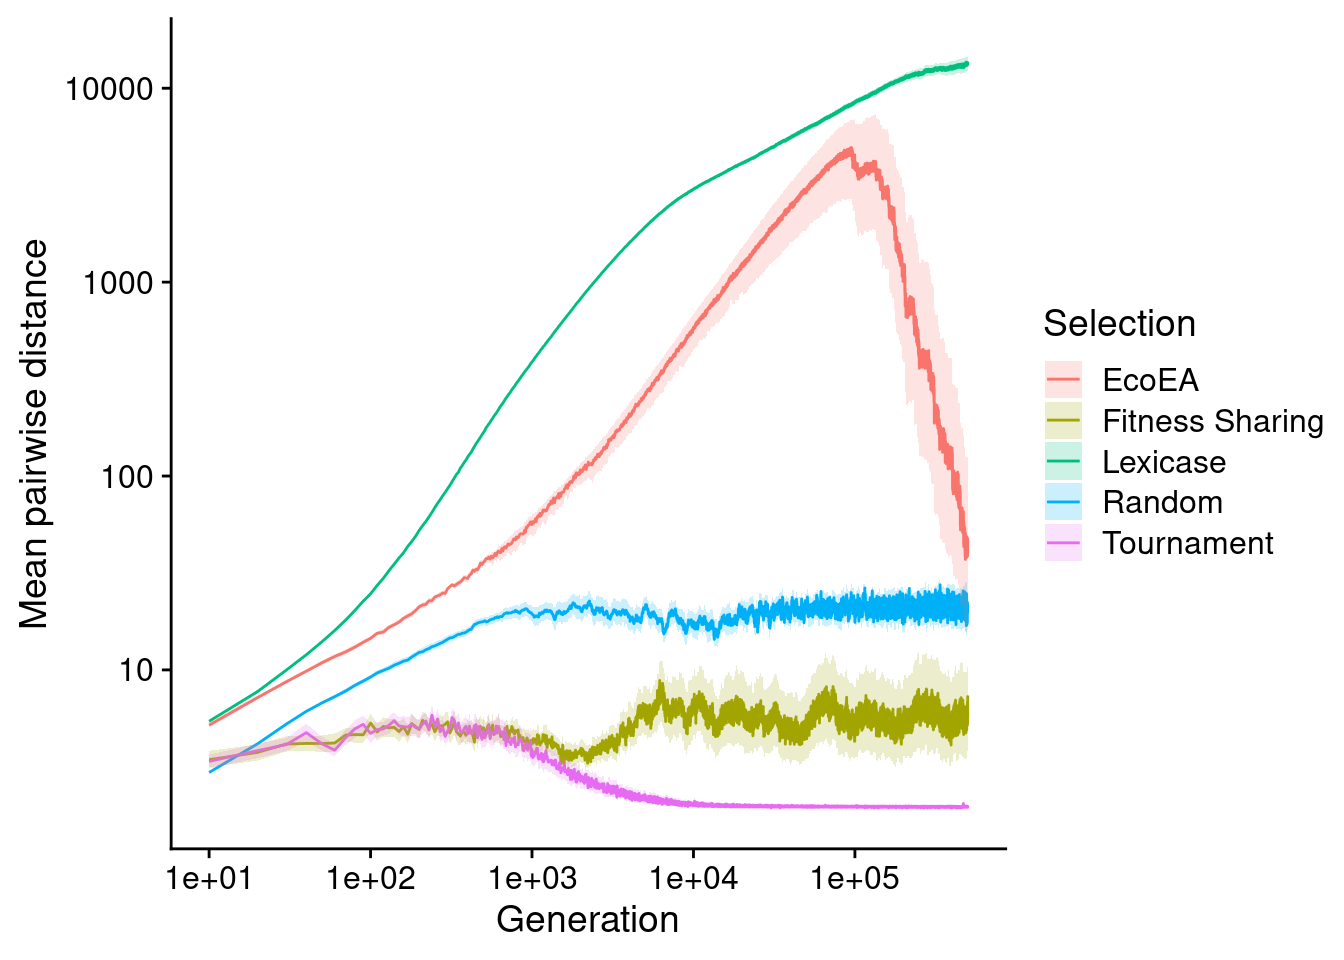 Mean pairwise distance
10000
1000
100
10
1e+01 1e+02 1e+03 1e+04 1e+05
Generation
Selection
EcoEA
Fitness Sharing
Lexicase
Random
Tournament